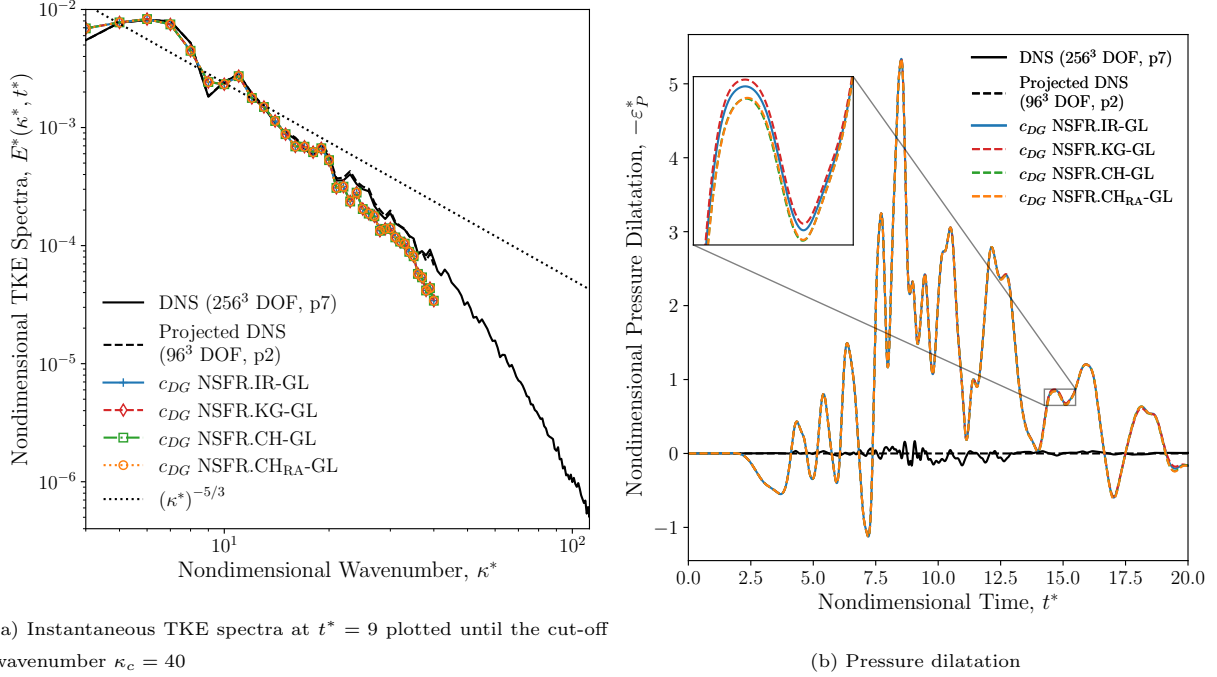 10⁻²
10⁻³
10⁻⁴
10⁻⁵
10⁻⁶
Nondimensional TKE Spectra, E*(κ*, t*)
DNS (256³ DOF, p7)
Projected DNS
(96³ DOF, p2)
c_DG NSFR.IR-GL
c_DG NSFR.KG-GL
c_DG NSFR.CH-GL
c_DG NSFR.CH_RA-GL
(κ*)^−5/3
10¹
10²
Nondimensional Wavenumber, κ*
a) Instantaneous TKE spectra at t* = 9 plotted until the cut-off
wavenumber κ_c = 40
5
4
3
2
1
0
−1
Nondimensional Pressure Dilatation, −ε*_P
DNS (256³ DOF, p7)
Projected DNS
(96³ DOF, p2)
c_DG NSFR.IR-GL
c_DG NSFR.KG-GL
c_DG NSFR.CH-GL
c_DG NSFR.CH_RA-GL
0.0 2.5 5.0 7.5 10.0 12.5 15.0 17.5 20.0
Nondimensional Time, t*
(b) Pressure dilatation